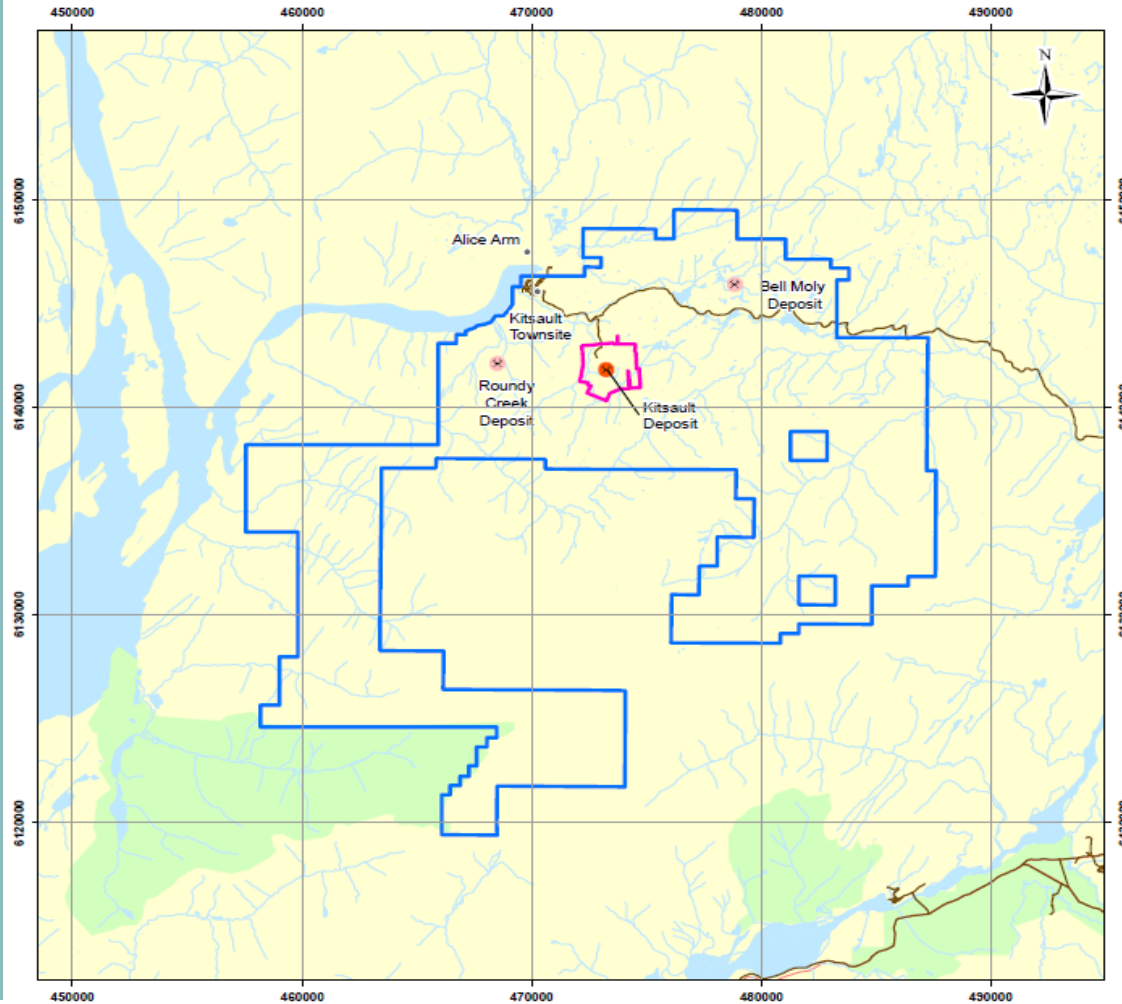 450000 460000 470000 480000 490000
N
6150000
Alice Arm
Bell Moly
Deposit
Kitsault
Townsite
6140000
Roundy
Creek
Deposit
Kitsault
Deposit
6130000
6120000
450000 460000 470000 480000 490000